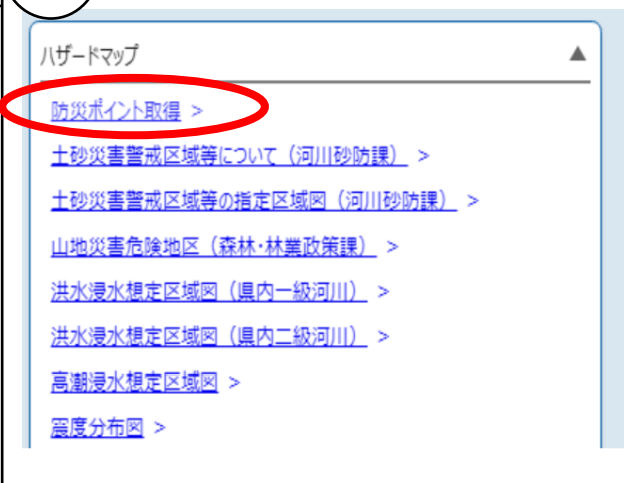 ハザードマップ ▲
防災ポイント取得 >
土砂災害警戒区域等について（河川砂防課） >
土砂災害警戒区域等の指定区域図（河川砂防課） >
山地災害危険地区（森林・林業政策課） >
洪水浸水想定区域図（県内一級河川） >
洪水浸水想定区域図（県内二級河川） >
高潮浸水想定区域図 >
震度分布図 >